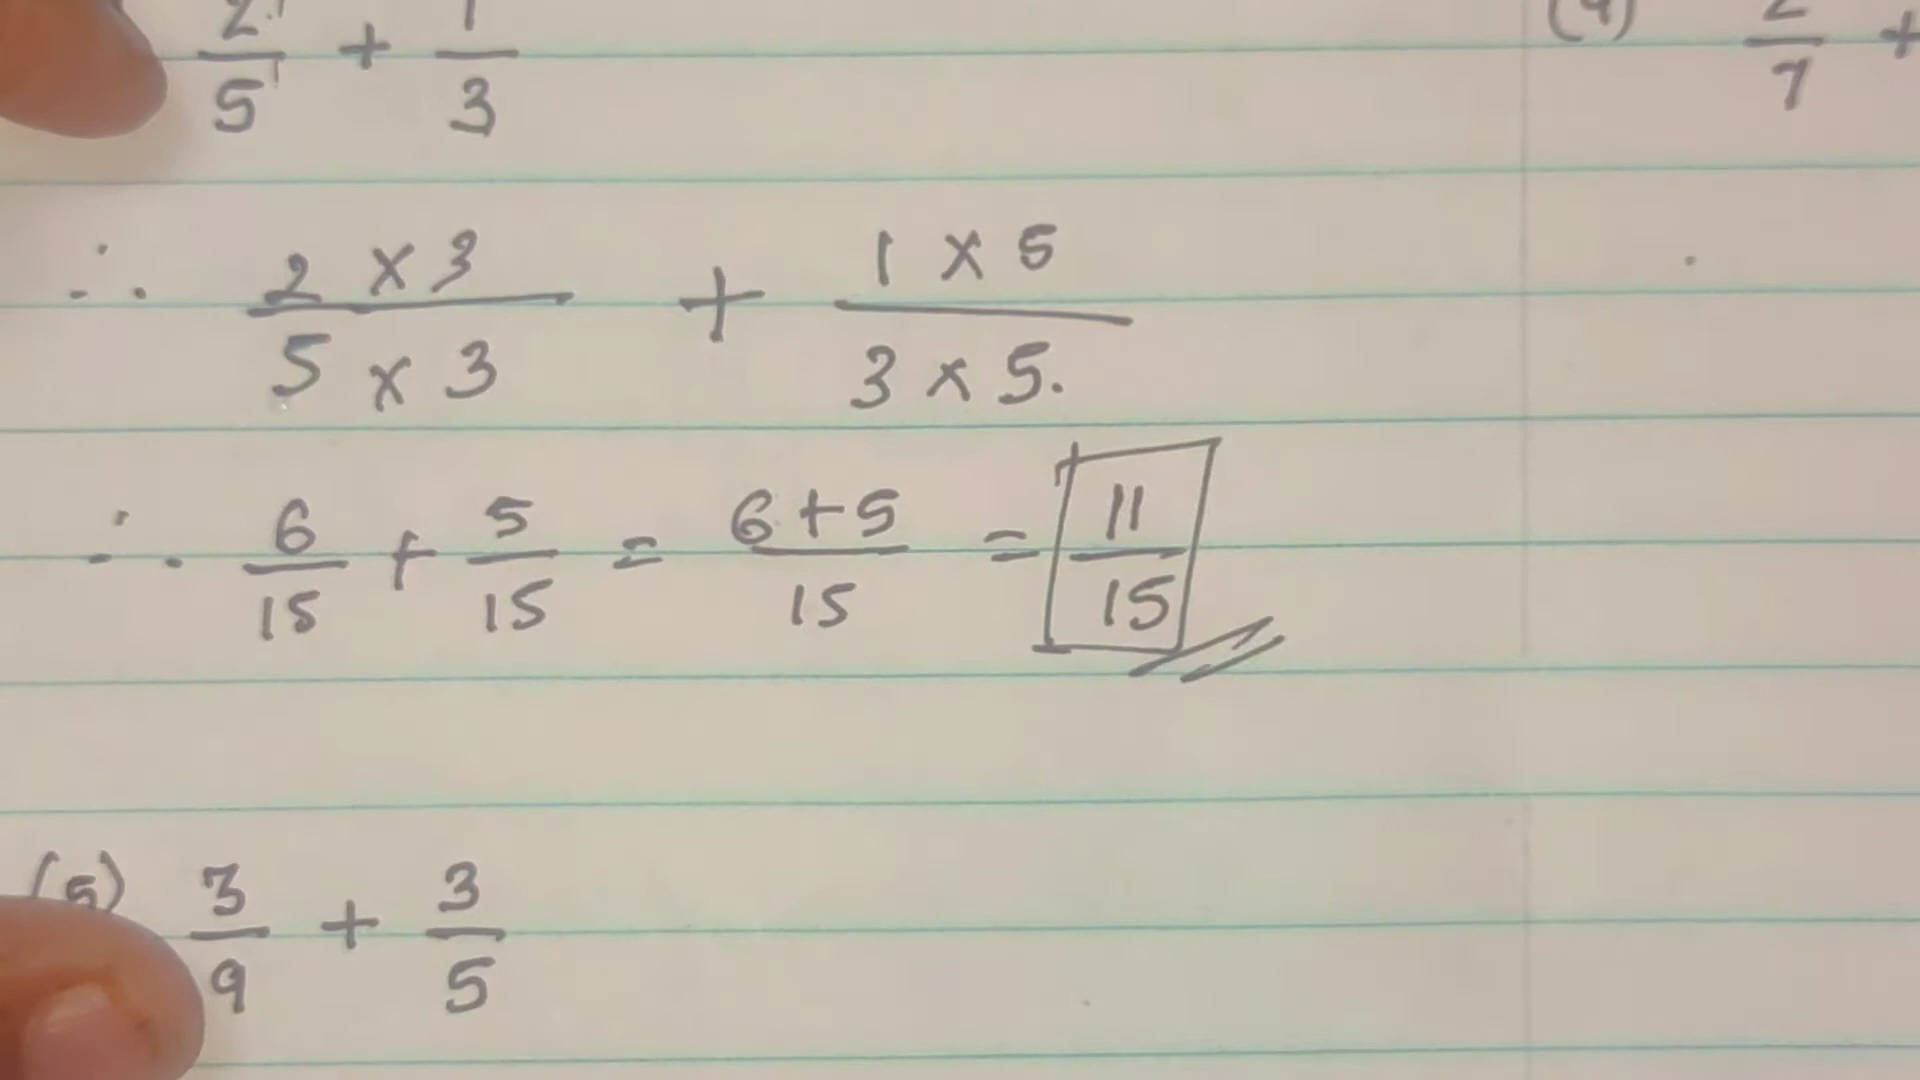 2/5 + 1/3
(4) 2/7 +
∴ 2 x 3 / 5 x 3 + 1 x 5 / 3 x 5.
∴ 6/15 + 5/15 = 6+5/15 = 11/15
(5) 3/9 + 3/5